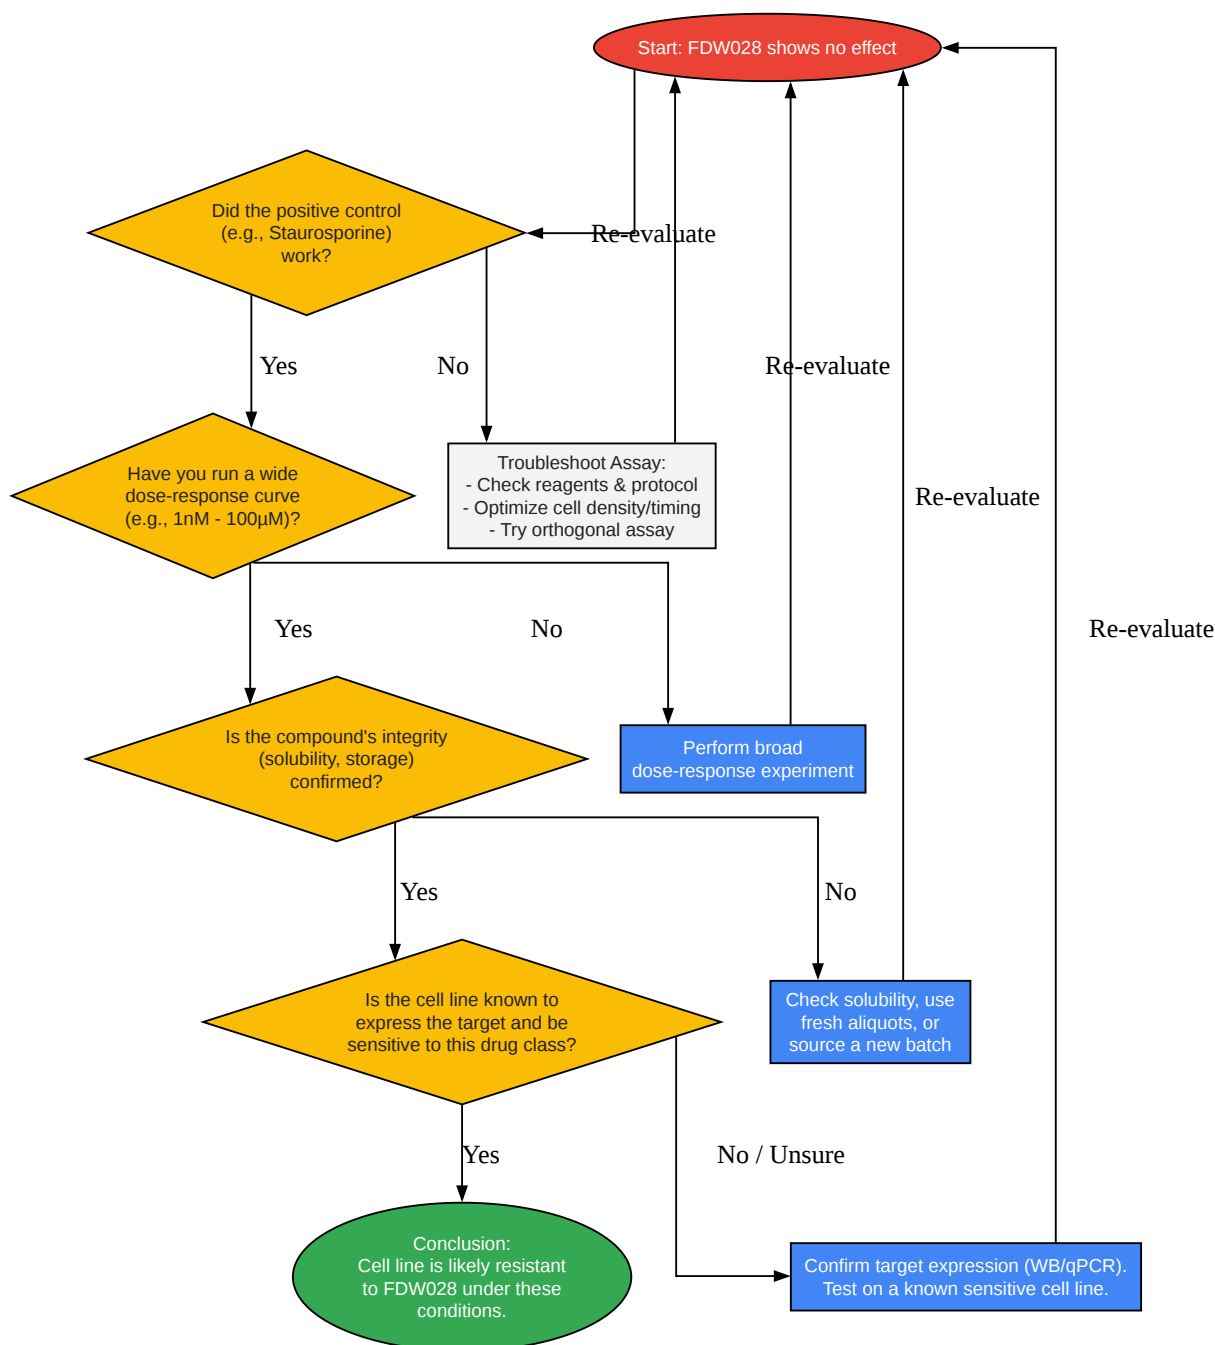 Start: FDW028 shows no effect
Did the positive control
(e.g., Staurosporine)
work?
Re-evaluate
Yes
No
Re-evaluate
Have you run a wide
dose-response curve
(e.g., 1nM - 100µM)?
Troubleshoot Assay:
- Check reagents & protocol
- Optimize cell density/timing
- Try orthogonal assay
Re-evaluate
Yes
No
Re-evaluate
Is the compound's integrity
(solubility, storage)
confirmed?
Perform broad
dose-response experiment
Yes
No
Is the cell line known to
express the target and be
sensitive to this drug class?
Check solubility, use
fresh aliquots, or
source a new batch
Yes
No / Unsure
Conclusion:
Cell line is likely resistant
to FDW028 under these
conditions.
Confirm target expression (WB/qPCR).
Test on a known sensitive cell line.